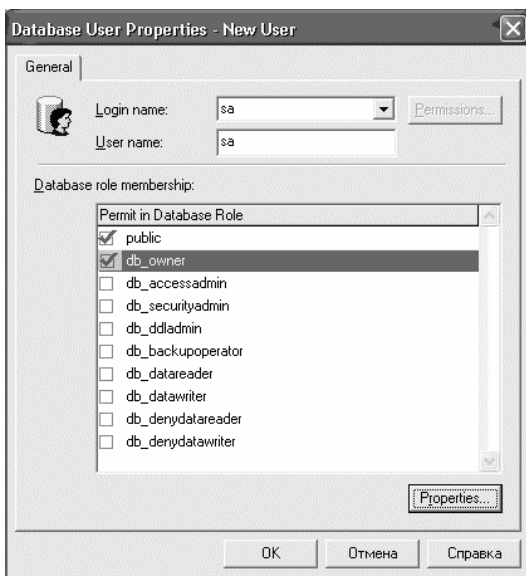 Database User Properties - New User
General
Login name:
sa
Permissions...
User name:
sa
Database role membership:
Permit in Database Role
public
db_owner
db_accessadmin
db_securityadmin
db_ddladmin
db_backupoperator
db_datareader
db_datawriter
db_denydatareader
db_denydatawriter
Properties...
OK
Отмена
Справка